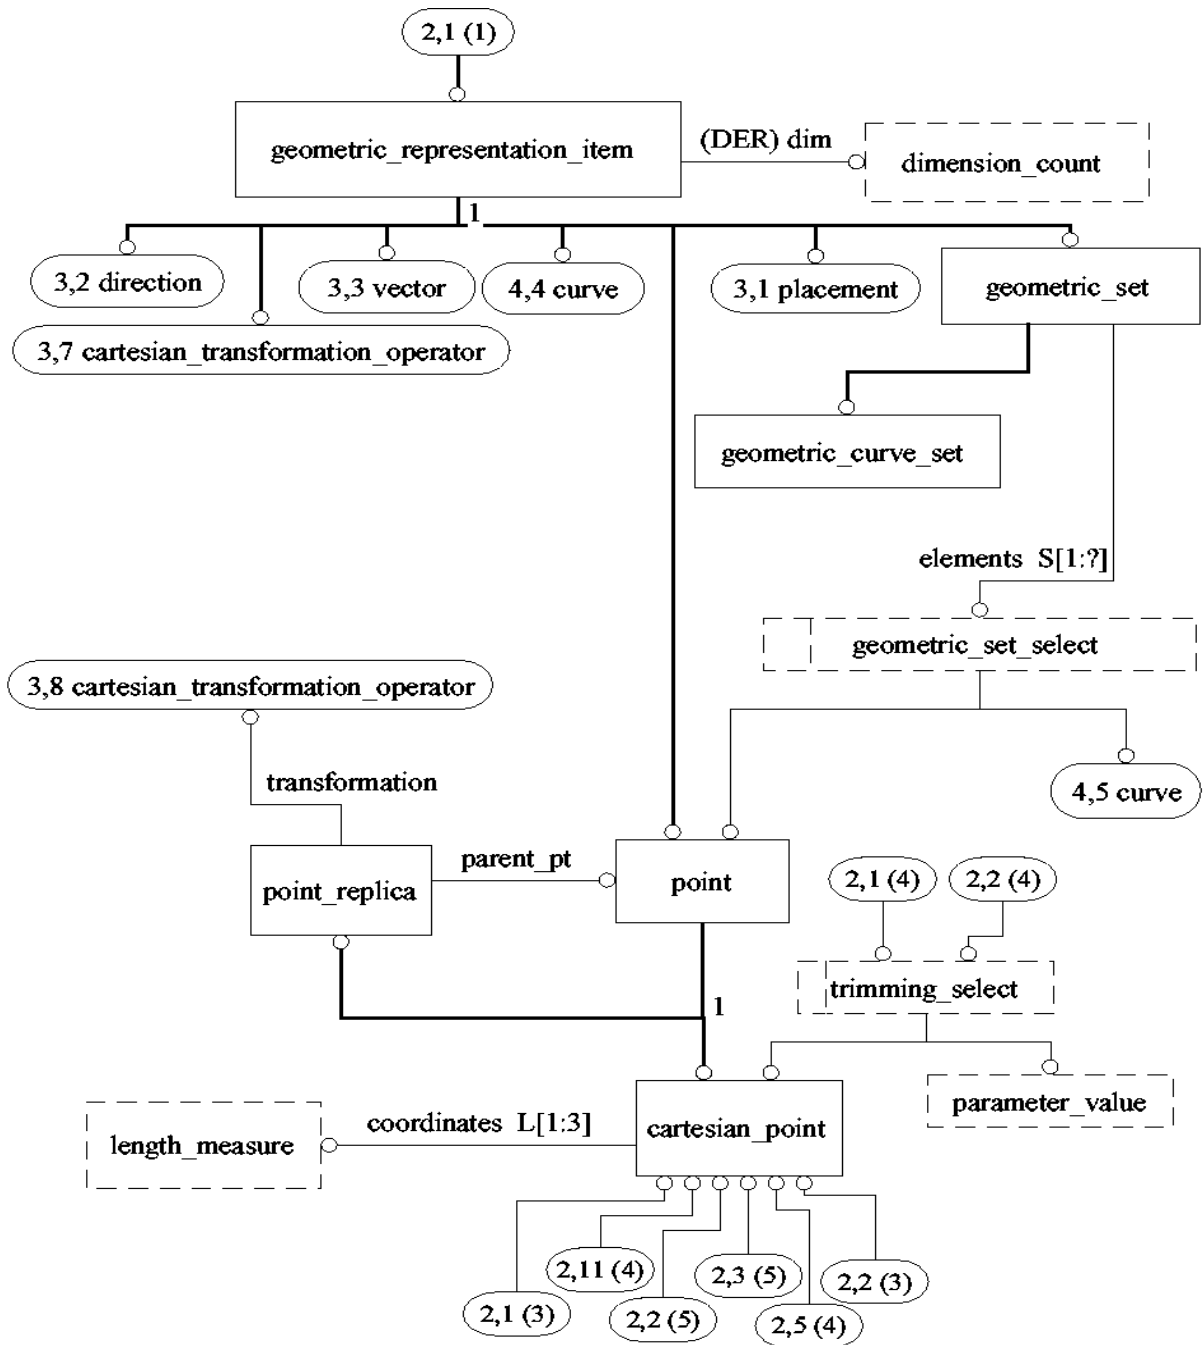 2,1 (1)
geometric_representation_item
(DER) dim
dimension_count
1
3,2 direction
3,3 vector
4,4 curve
3,1 placement
geometric_set
3,7 cartesian_transformation_operator
geometric_curve_set
elements S[1:?]
geometric_set_select
3,8 cartesian_transformation_operator
transformation
4,5 curve
parent_pt
point_replica
point
2,1 (4)
2,2 (4)
trimming_select
1
parameter_value
coordinates L[1:3]
cartesian_point
length_measure
2,11 (4)
2,3 (5)
2,2 (3)
2,1 (3)
2,2 (5)
2,5 (4)